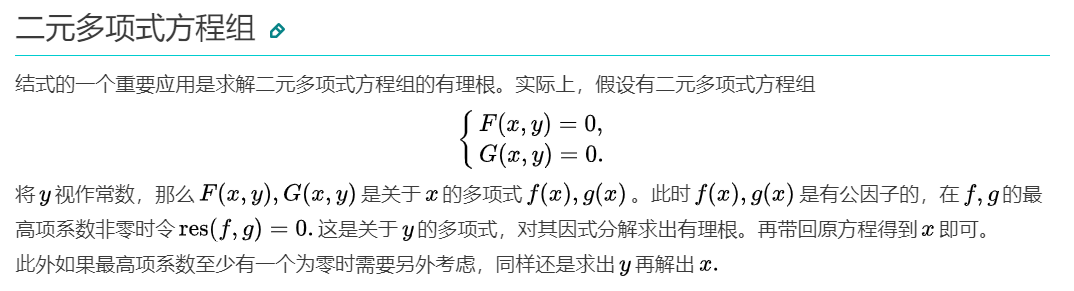 二元多项式方程组
结式的一个重要应用是求解二元多项式方程组的有理根。实际上，假设有二元多项式方程组
{ F(x, y) = 0,
G(x, y) = 0.
将 y 视作常数，那么 F(x, y), G(x, y) 是关于 x 的多项式 f(x), g(x) 。此时 f(x), g(x) 是有公因子的，在 f, g 的最
高项系数非零时令 res(f, g) = 0. 这是关于 y 的多项式，对其因式分解求出有理根。再带回原方程得到 x 即可。
此外如果最高项系数至少有一个为零时需要另外考虑，同样还是求出 y 再解出 x.